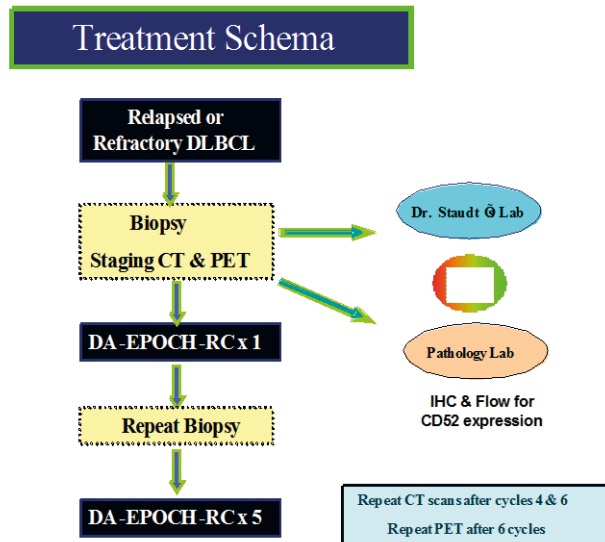 Treatment Schema
Relapsed or
Refractory DLBCL
Biopsy
Staging CT & PET
DA-EPOCH-RC x 1
Repeat Biopsy
DA-EPOCH-RC x 5
Dr. Staudt Õ Lab
Pathology Lab
IHC & Flow for
CD52 expression
Repeat CT scans after cycles 4 & 6
Repeat PET after 6 cycles